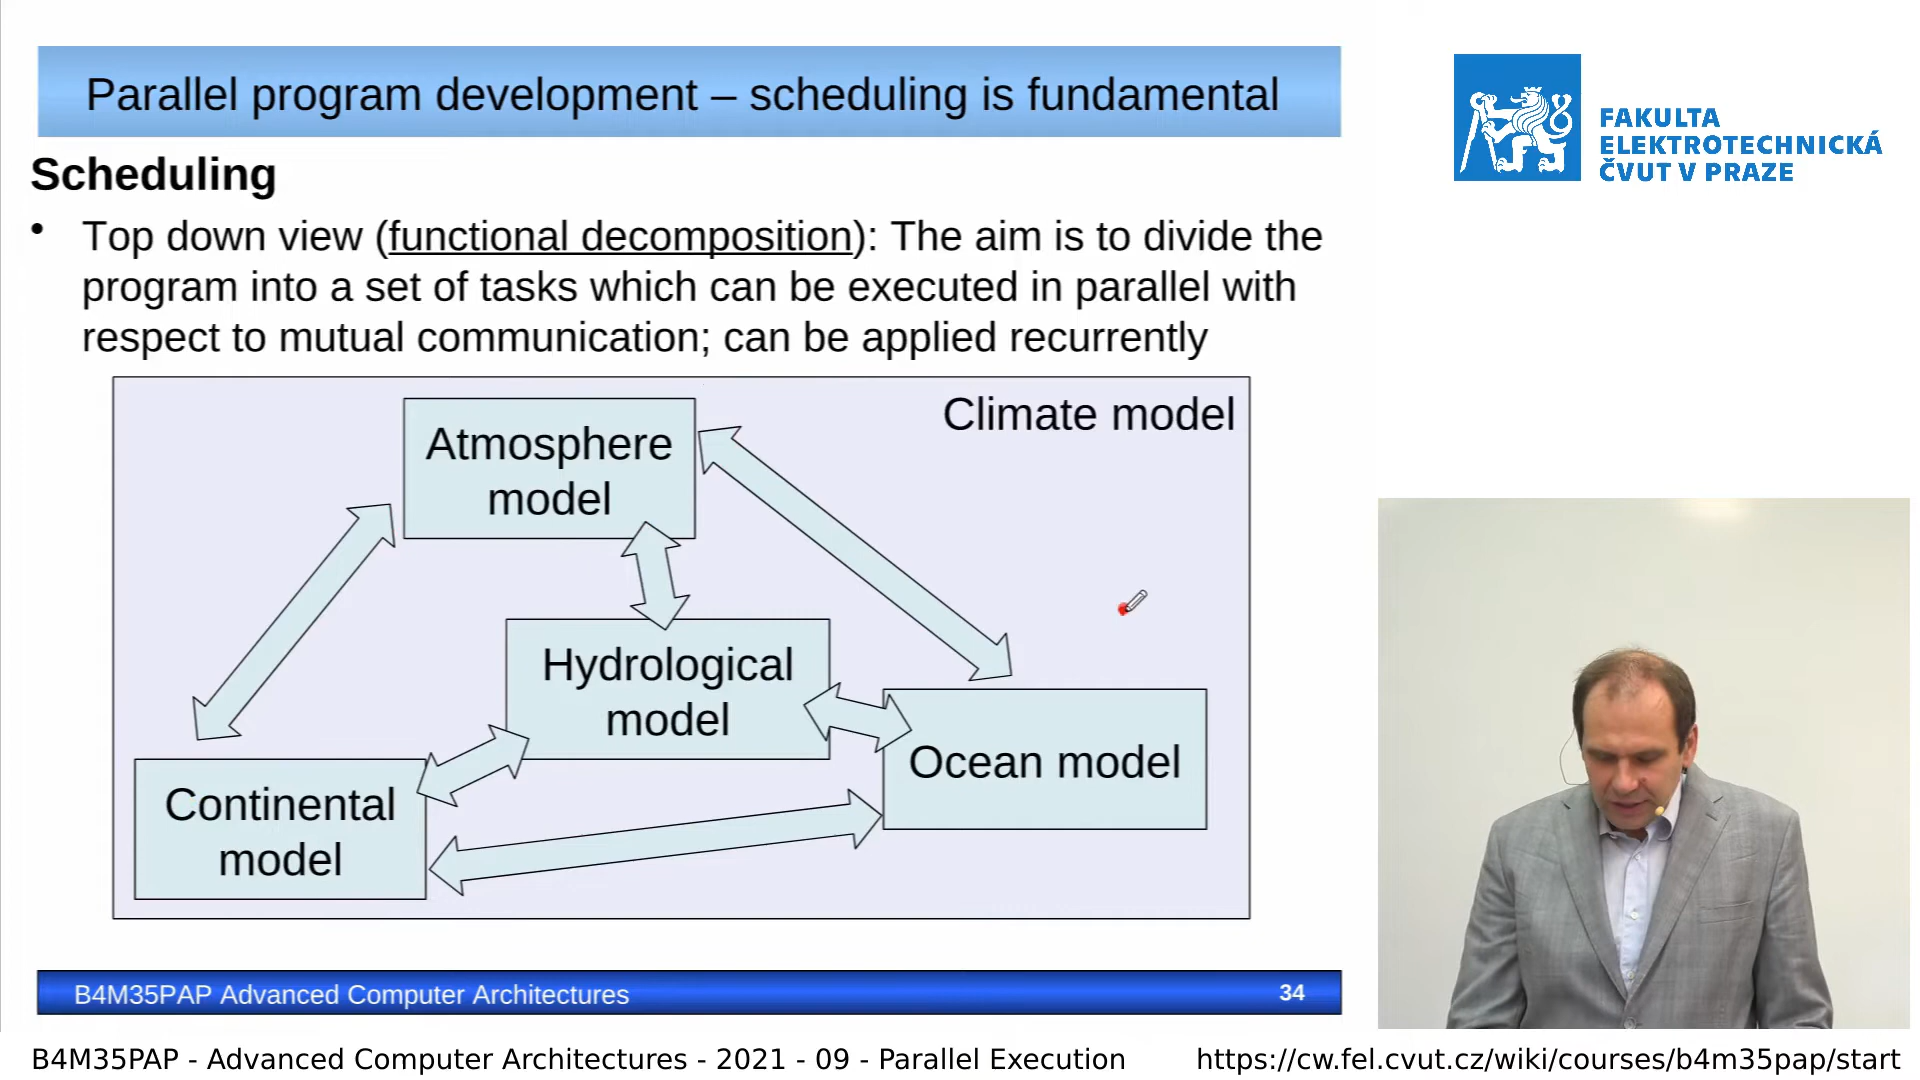 Parallel program development – scheduling is fundamental
FAKULTA
ELEKTROTECHNICKÁ
ČVUT V PRAZE
Scheduling
• Top down view (functional decomposition): The aim is to divide the
program into a set of tasks which can be executed in parallel with
respect to mutual communication; can be applied recurrently
Climate model
Atmosphere
model
Hydrological
model
Ocean model
Continental
model
B4M35PAP Advanced Computer Architectures
34
B4M35PAP - Advanced Computer Architectures - 2021 - 09 - Parallel Execution
https://cw.fel.cvut.cz/wiki/courses/b4m35pap/start